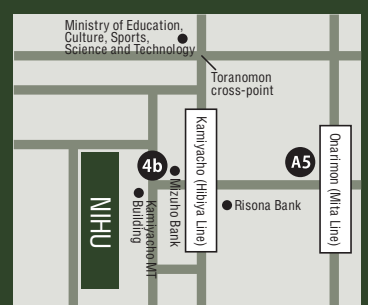 Ministry of Education,
Culture, Sports,
Science and Technology
Toranomon
cross-point
Kamiyacho (Hibiya Line)
Onarimon (Mita Line)
4b
A5
Mizuho Bank
Risona Bank
Kamiyacho MT
Building
NIHU